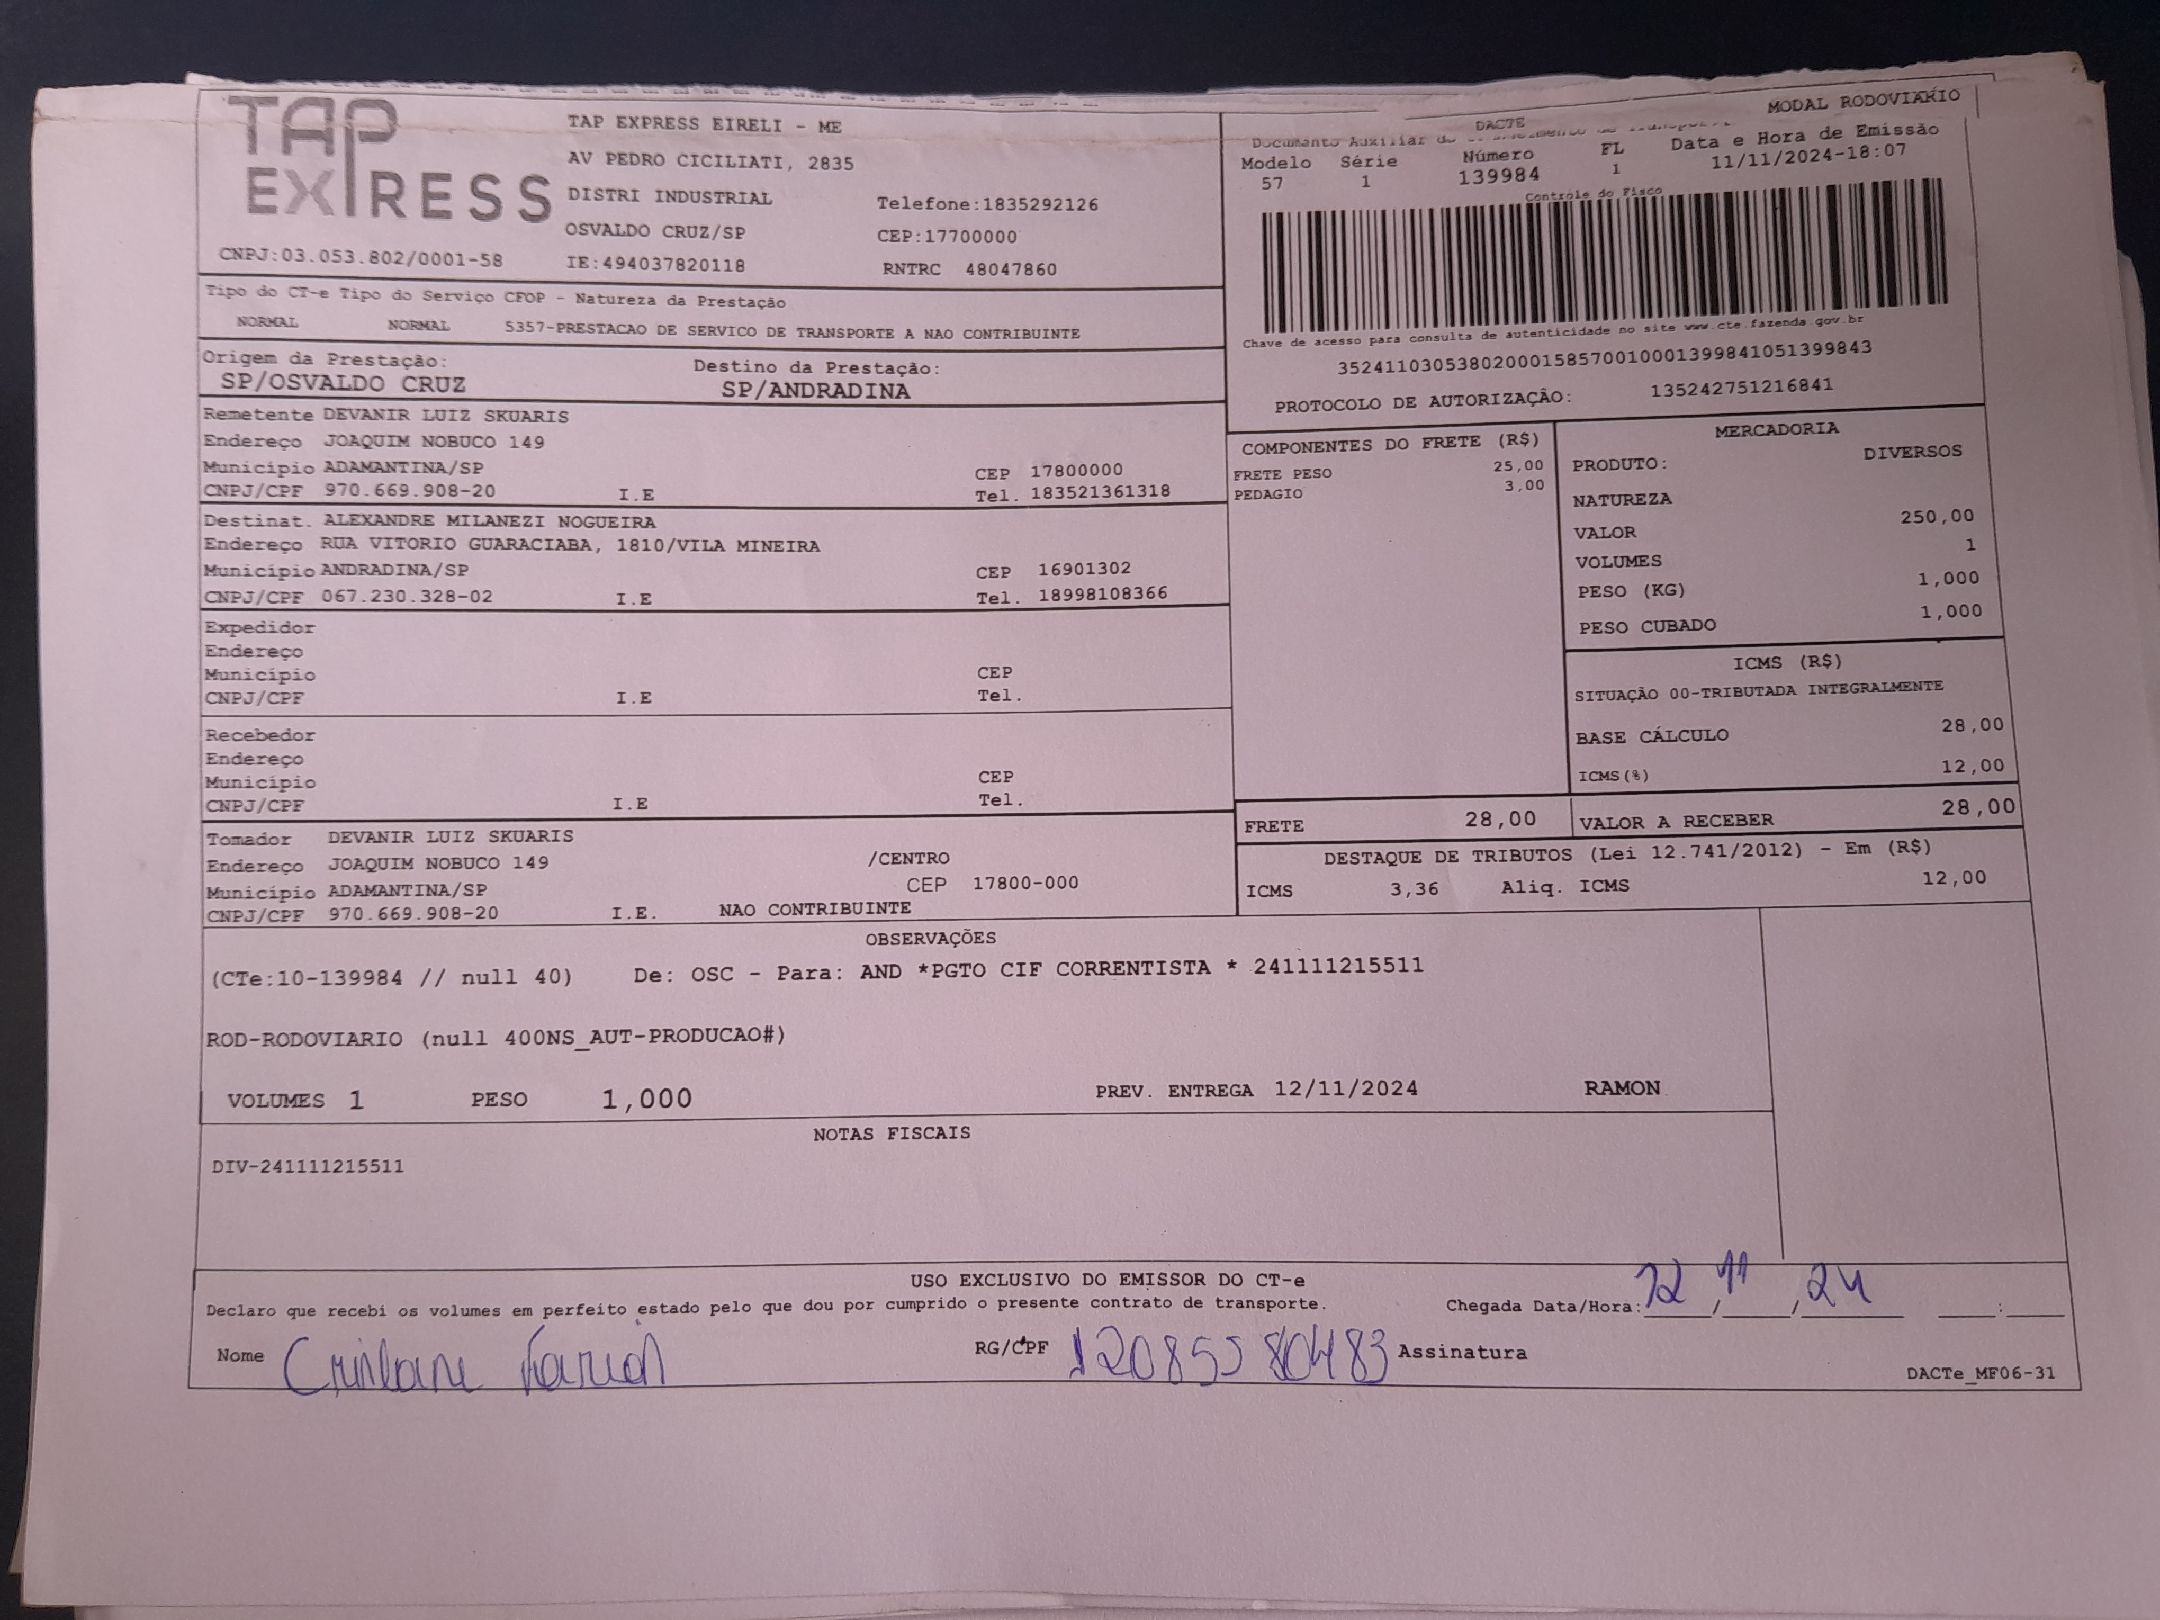 TAP EXPRESS
TAP EXPRESS EIRELI - ME
AV PEDRO CICILIATI, 2835
DISTRI INDUSTRIAL Telefone:1835292126
OSVALDO CRUZ/SP CEP:17700000
CNPJ:03.053.802/0001-58 IE:494037820118 RNTRC 48047860
MODAL RODOVIÁRIO
DACTE
Documento Auxiliar do
Modelo Série Número FL Data e Hora de Emissão
57 1 139984 1 11/11/2024-18:07
Controle do Fisco
Chave de acesso para consulta de autenticidade no site www.cte.fazenda.gov.br
35241103053802000158570010001399841051399843
PROTOCOLO DE AUTORIZAÇÃO: 135242751216841
Tipo do CT-e Tipo do Serviço CFOP - Natureza da Prestação
NORMAL NORMAL 5357-PRESTACAO DE SERVICO DE TRANSPORTE A NAO CONTRIBUINTE
Origem da Prestação: Destino da Prestação:
SP/OSVALDO CRUZ SP/ANDRADINA
Remetente DEVANIR LUIZ SKUARIS
Endereço JOAQUIM NOBUCO 149
Município ADAMANTINA/SP CEP 17800000
CNPJ/CPF 970.669.908-20 I.E Tel. 183521361318
Destinat. ALEXANDRE MILANEZI NOGUEIRA
Endereço RUA VITORIO GUARACIABA, 1810/VILA MINEIRA
Município ANDRADINA/SP CEP 16901302
CNPJ/CPF 067.230.328-02 I.E Tel. 18998108366
Expedidor
Endereço
Município CEP
CNPJ/CPF I.E Tel.
Recebedor
Endereço
Município CEP
CNPJ/CPF I.E Tel.
Tomador DEVANIR LUIZ SKUARIS
Endereço JOAQUIM NOBUCO 149 /CENTRO
Município ADAMANTINA/SP CEP 17800-000
CNPJ/CPF 970.669.908-20 I.E. NAO CONTRIBUINTE
COMPONENTES DO FRETE (R$)
FRETE PESO 25,00
PEDAGIO 3,00
MERCADORIA
PRODUTO: DIVERSOS
NATUREZA
VALOR 250,00
VOLUMES 1
PESO (KG) 1,000
PESO CUBADO 1,000
ICMS (R$)
SITUAÇÃO 00-TRIBUTADA INTEGRALMENTE
BASE CÁLCULO 28,00
ICMS(%) 12,00
FRETE 28,00 VALOR A RECEBER 28,00
DESTAQUE DE TRIBUTOS (Lei 12.741/2012) - Em (R$)
ICMS 3,36 Aliq. ICMS 12,00
OBSERVAÇÕES
(CTe:10-139984 // null 40) De: OSC - Para: AND *PGTO CIF CORRENTISTA * 241111215511
ROD-RODOVIARIO (null 400NS_AUT-PRODUCAO#)
VOLUMES 1 PESO 1,000 PREV. ENTREGA 12/11/2024 RAMON
NOTAS FISCAIS
DIV-241111215511
USO EXCLUSIVO DO EMISSOR DO CT-e
Declaro que recebi os volumes em perfeito estado pelo que dou por cumprido o presente contrato de transporte. Chegada Data/Hora: 12/11/24 :
Nome RG/CPF 12085580483 Assinatura
DACTe_MF06-31